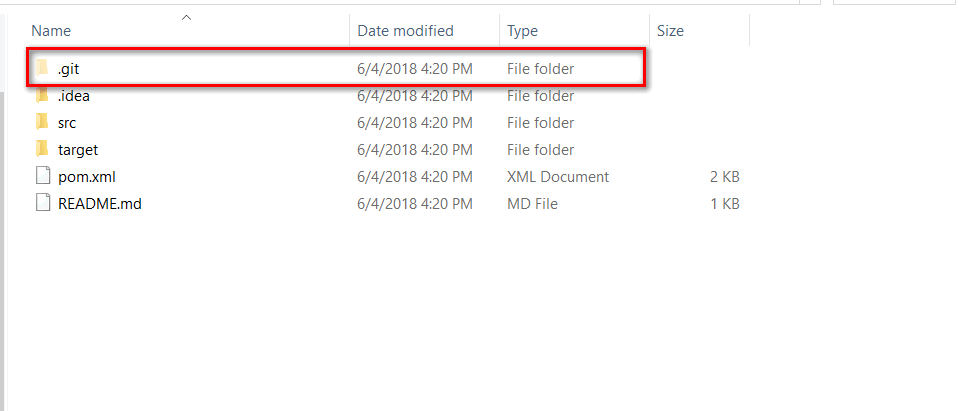 Name Date modified Type Size
.git 6/4/2018 4:20 PM File folder
.idea 6/4/2018 4:20 PM File folder
src 6/4/2018 4:20 PM File folder
target 6/4/2018 4:20 PM File folder
pom.xml 6/4/2018 4:20 PM XML Document 2 KB
README.md 6/4/2018 4:20 PM MD File 1 KB